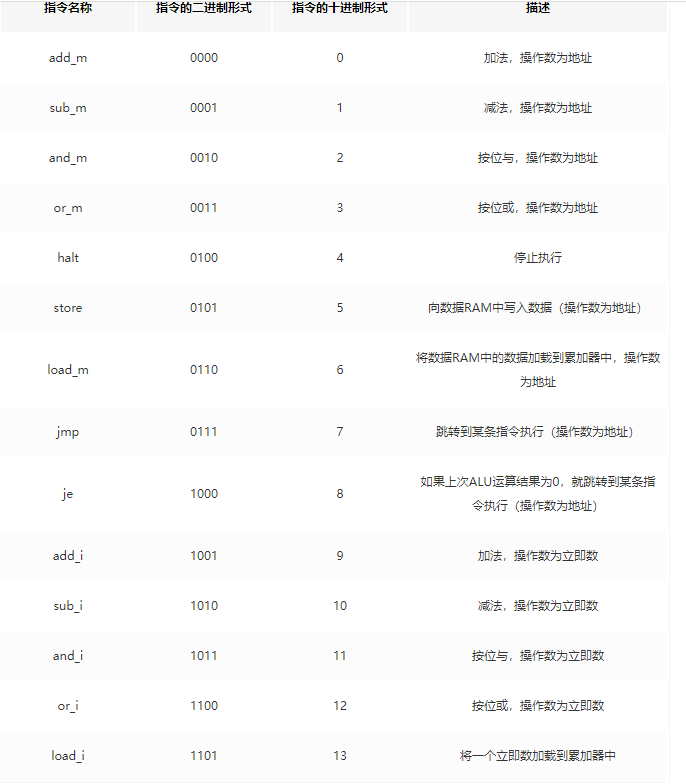 指令名称 指令的二进制形式 指令的十进制形式 描述
add_m 0000 0 加法，操作数为地址
sub_m 0001 1 减法，操作数为地址
and_m 0010 2 按位与，操作数为地址
or_m 0011 3 按位或，操作数为地址
halt 0100 4 停止执行
store 0101 5 向数据RAM中写入数据（操作数为地址）
load_m 0110 6 将数据RAM中的数据加载到累加器中，操作数
为地址
jmp 0111 7 跳转到某条指令执行（操作数为地址）
je 1000 8 如果上次ALU运算结果为0，就跳转到某条指
令执行（操作数为地址）
add_i 1001 9 加法，操作数为立即数
sub_i 1010 10 减法，操作数为立即数
and_i 1011 11 按位与，操作数为立即数
or_i 1100 12 按位或，操作数为立即数
load_i 1101 13 将一个立即数加载到累加器中